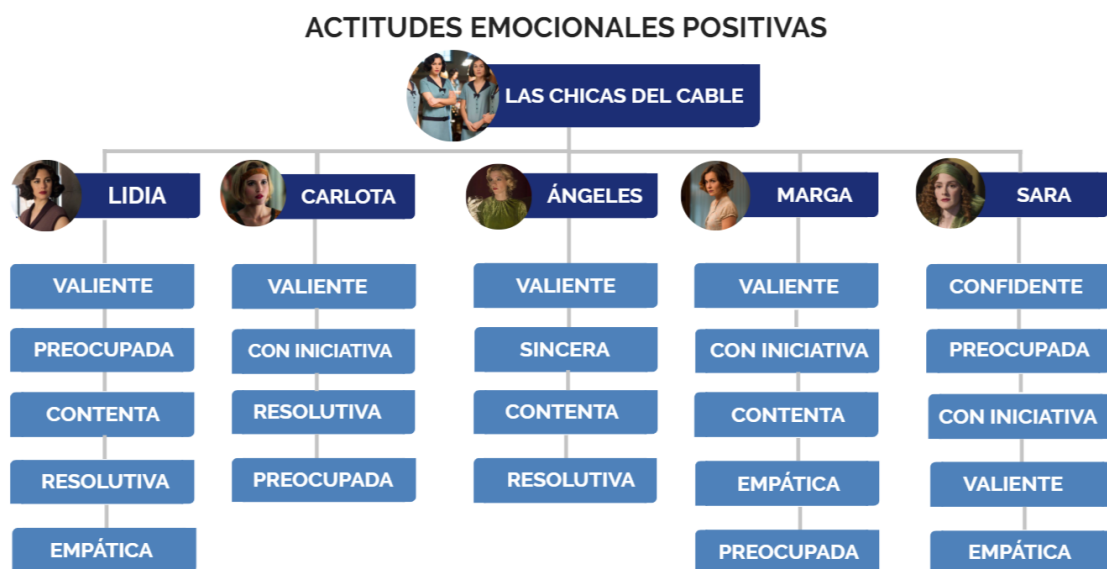 ACTITUDES EMOCIONALES POSITIVAS
LAS CHICAS DEL CABLE
LIDIA
VALIENTE
PREOCUPADA
CONTENTA
RESOLUTIVA
EMPÁTICA
CARLOTA
VALIENTE
CON INICIATIVA
RESOLUTIVA
PREOCUPADA
ÁNGELES
VALIENTE
SINCERA
CONTENTA
RESOLUTIVA
MARGA
VALIENTE
CON INICIATIVA
CONTENTA
EMPÁTICA
PREOCUPADA
SARA
CONFIDENTE
PREOCUPADA
CON INICIATIVA
VALIENTE
EMPÁTICA